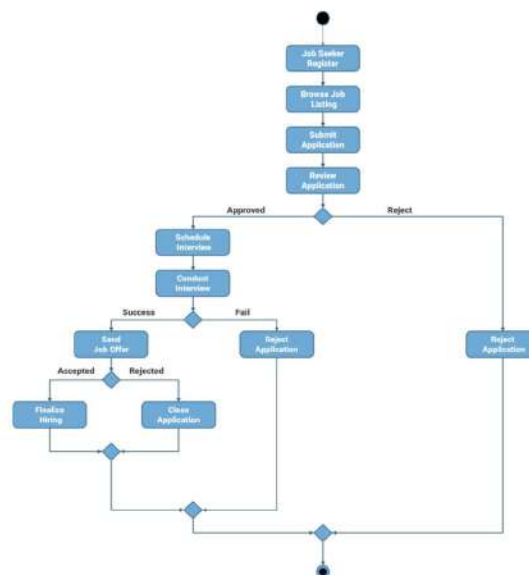 Job Seeker
Register
Browse Job
Listing
Submit
Application
Review
Application
Approved
Reject
Schedule
Interview
Conduct
Interview
Success
Fail
Send
Job Offer
Reject
Application
Reject
Application
Accepted
Rejected
Finalize
Hiring
Close
Application